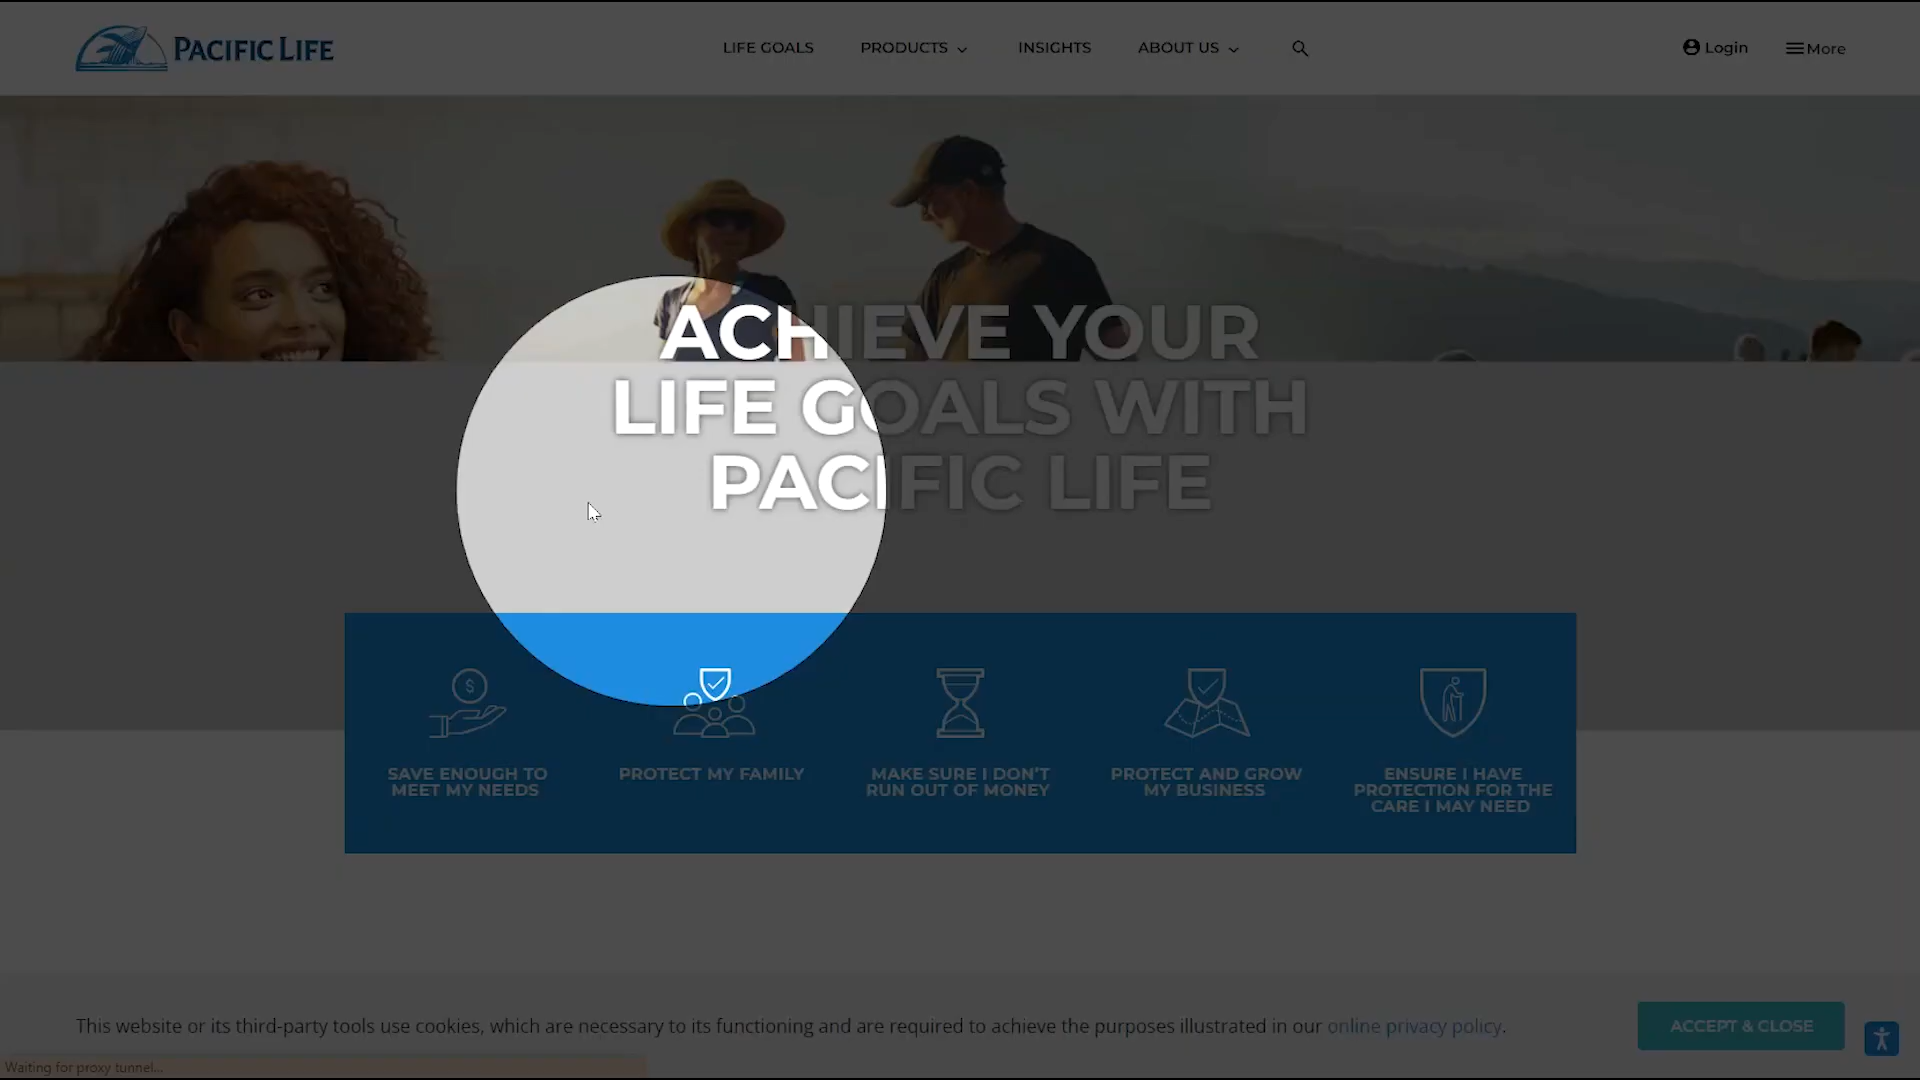 PACIFIC LIFE
LIFE GOALS
PRODUCTS
INSIGHTS
ABOUT US
Login
More
ACHIEVE YOUR
LIFE GOALS WITH
PACIFIC LIFE
$
SAVE ENOUGH TO
MEET MY NEEDS
PROTECT MY FAMILY
MAKE SURE I DON'T
RUN OUT OF MONEY
PROTECT AND GROW
MY BUSINESS
ENSURE I HAVE
PROTECTION FOR THE
CARE I MAY NEED
This website or its third-party tools use cookies, which are necessary to its functioning and are required to achieve the purposes illustrated in our online privacy policy.
ACCEPT & CLOSE
Waiting for proxy tunnel...